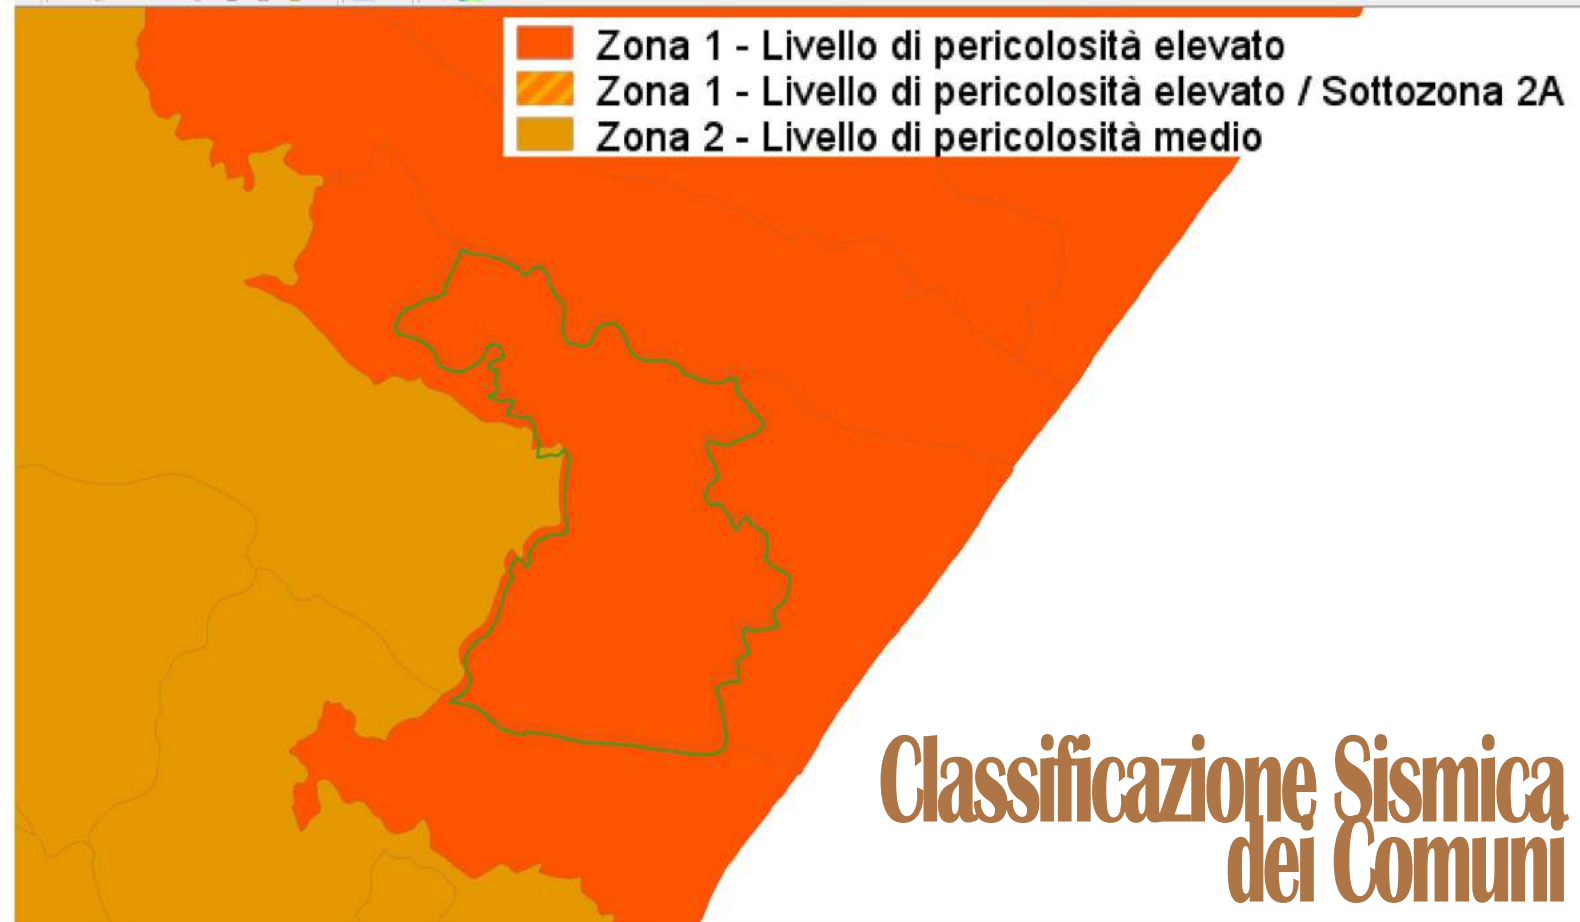 Zona 1 - Livello di pericolosità elevato
Zona 1 - Livello di pericolosità elevato / Sottozona 2A
Zona 2 - Livello di pericolosità medio
Classificazione Sismica
dei Comuni